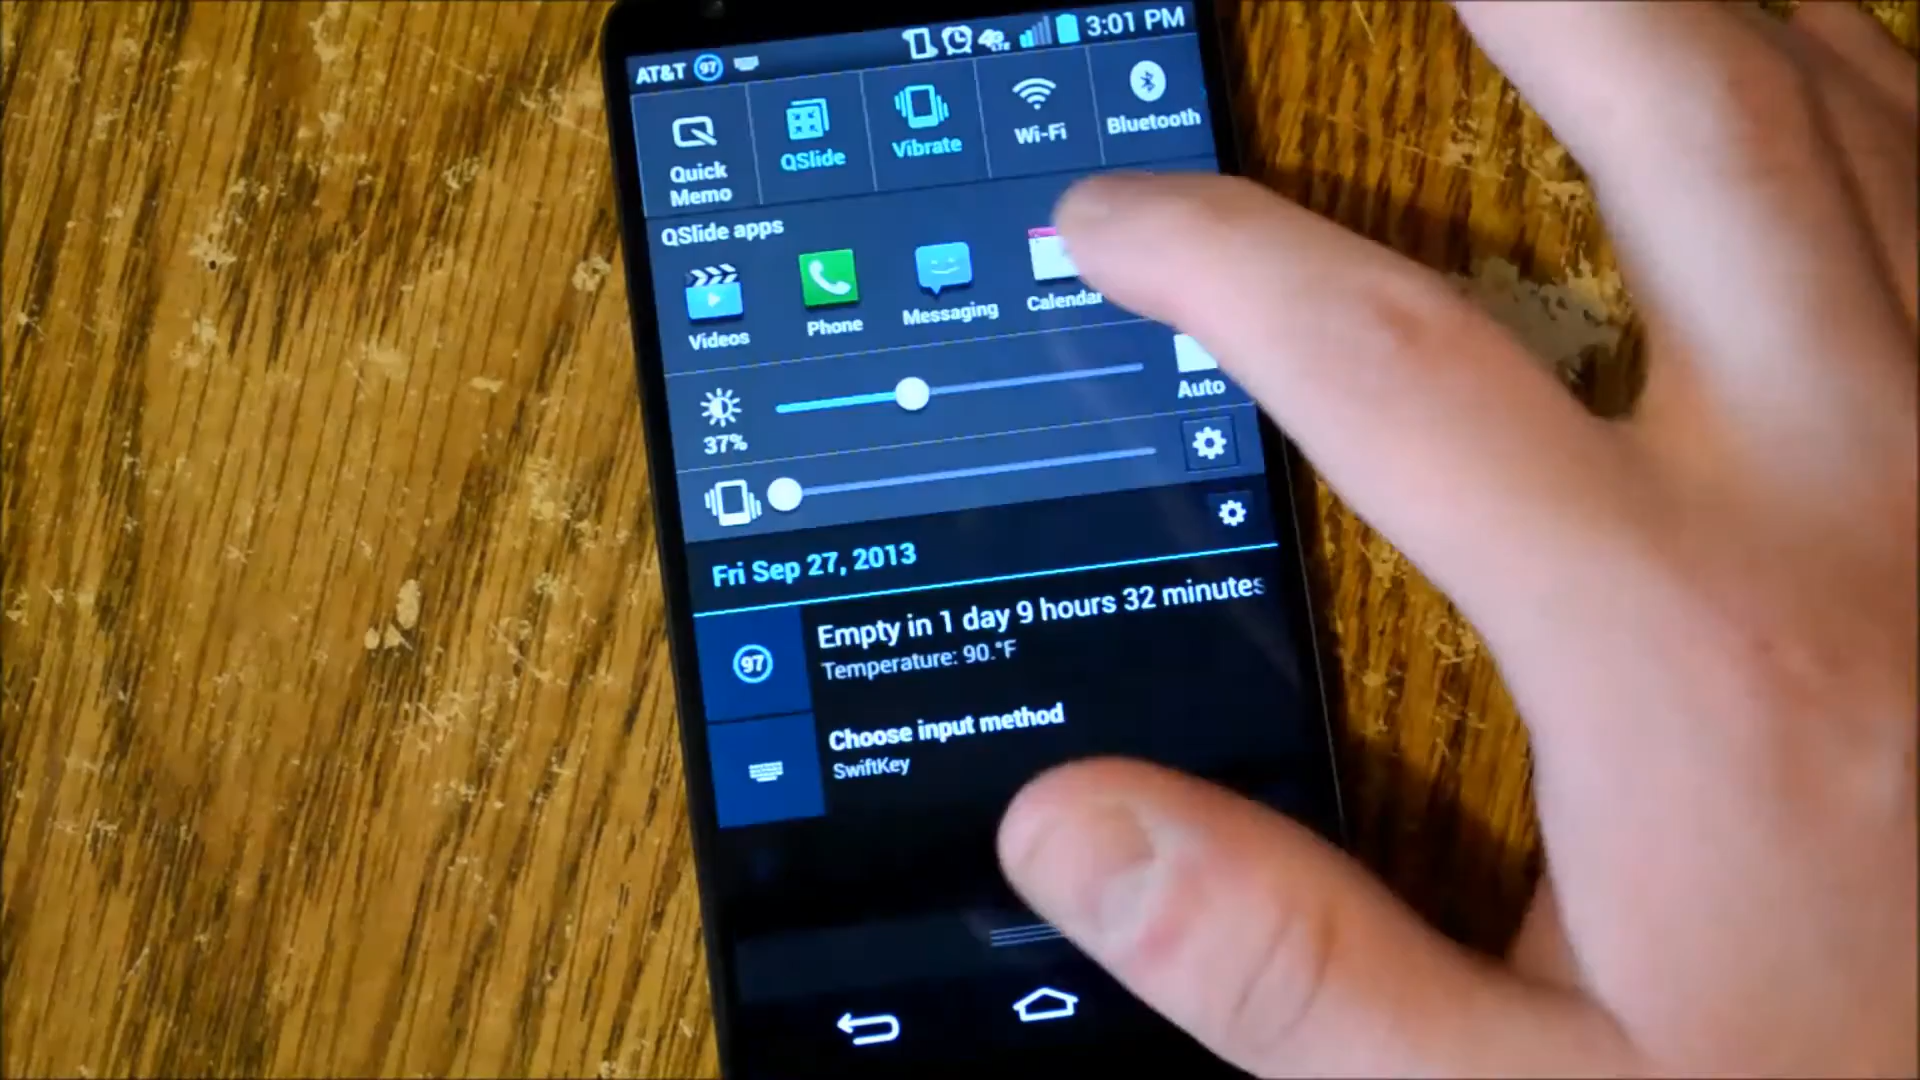 AT&T 97 4G LTE 3:01 PM
Quick Memo
QSlide
Vibrate
Wi-Fi
Bluetooth
QSlide apps
Videos
Phone
Messaging
Calendar
37%
Auto
Fri Sep 27, 2013
97
Empty in 1 day 9 hours 32 minutes
Temperature: 90.°F
Choose input method
SwiftKey